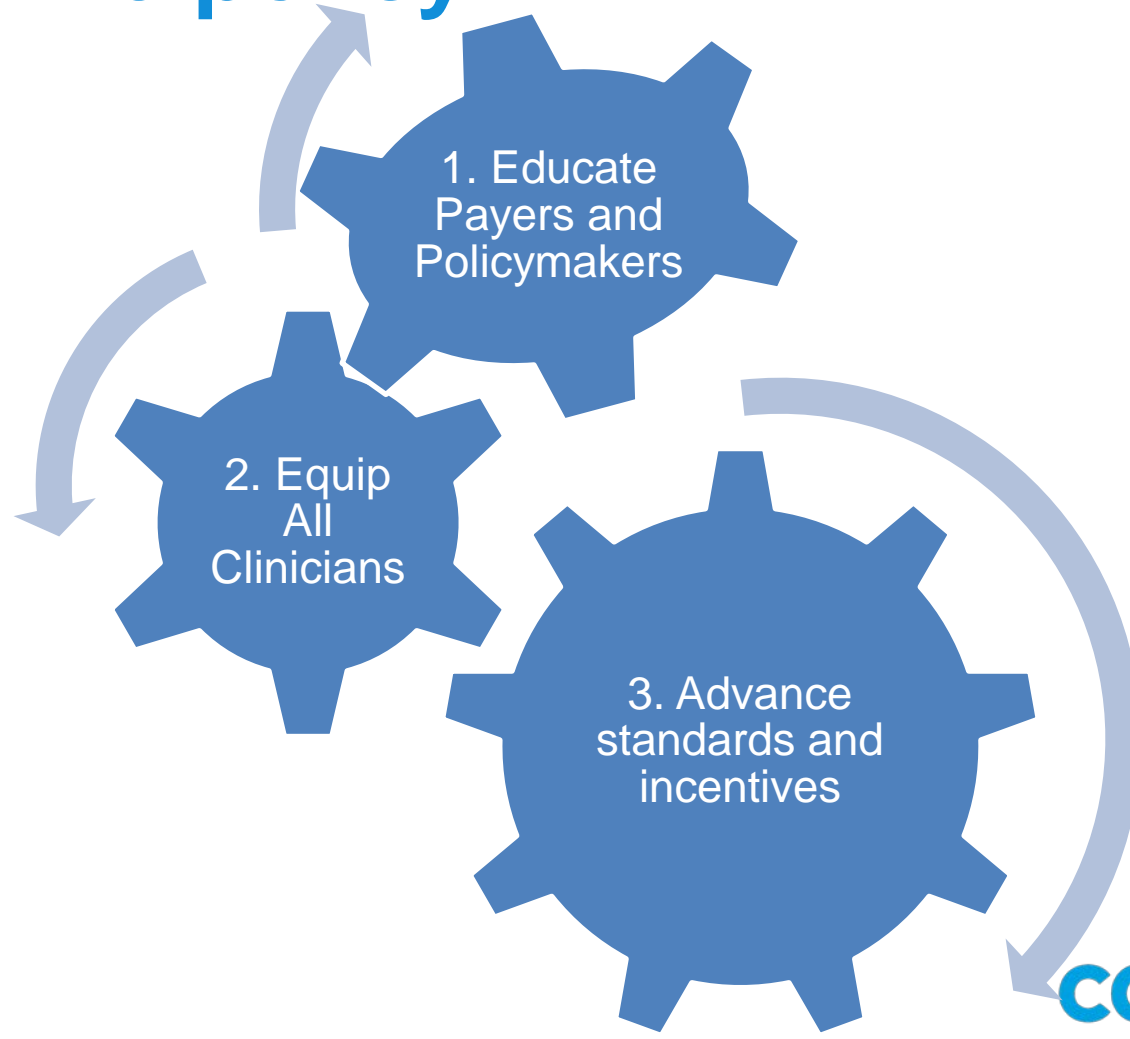 1. Educate
Payers and
Policymakers
2. Equip
All
Clinicians
3. Advance
standards and
incentives